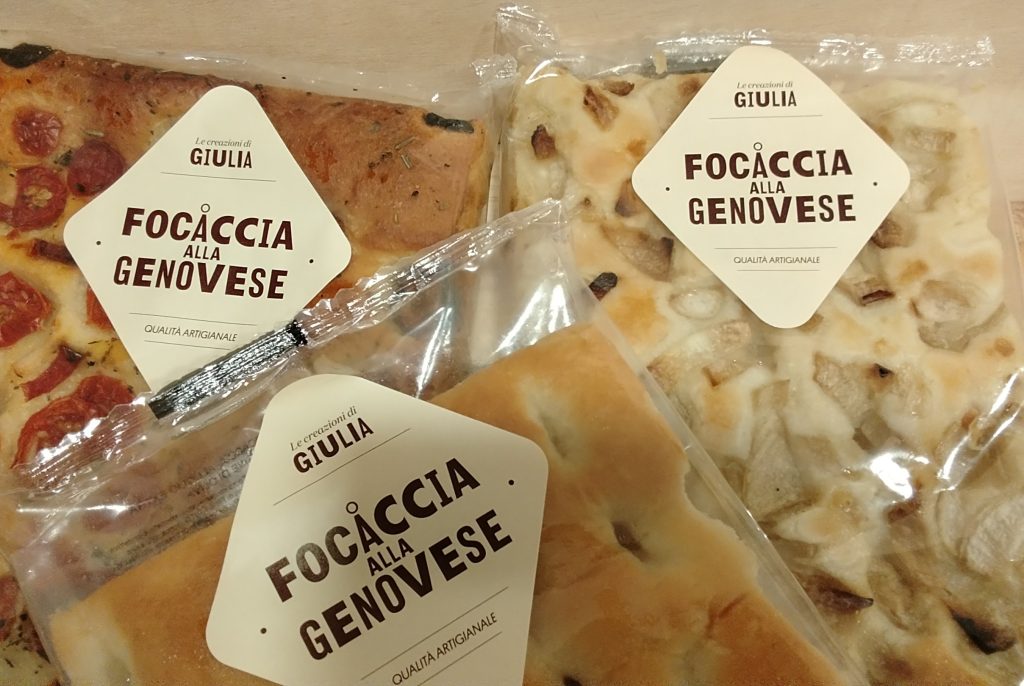 Le creazioni di
GIULIA
FOCACCIA
ALLA
GENOVESE
QUALITÀ ARTIGIANALE
Le creazioni di
GIULIA
FOCACCIA
ALLA
GENOVESE
QUALITÀ ARTIGIANALE
Le creazioni di
GIULIA
FOCACCIA
ALLA
GENOVESE
QUALITÀ ARTIGIANALE